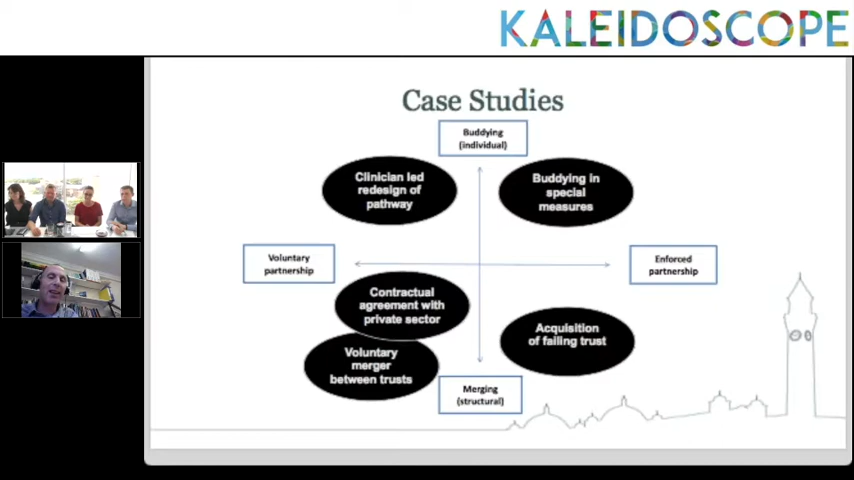 KALEIDOSCOPE
Case Studies
Buddying
(individual)
Clinician led
redesign of
pathway
Buddying in
special
measures
Voluntary
partnership
Enforced
partnership
Contractual
agreement with
private sector
Acquisition
of failing trust
Voluntary
merger
between trusts
Merging
(structural)